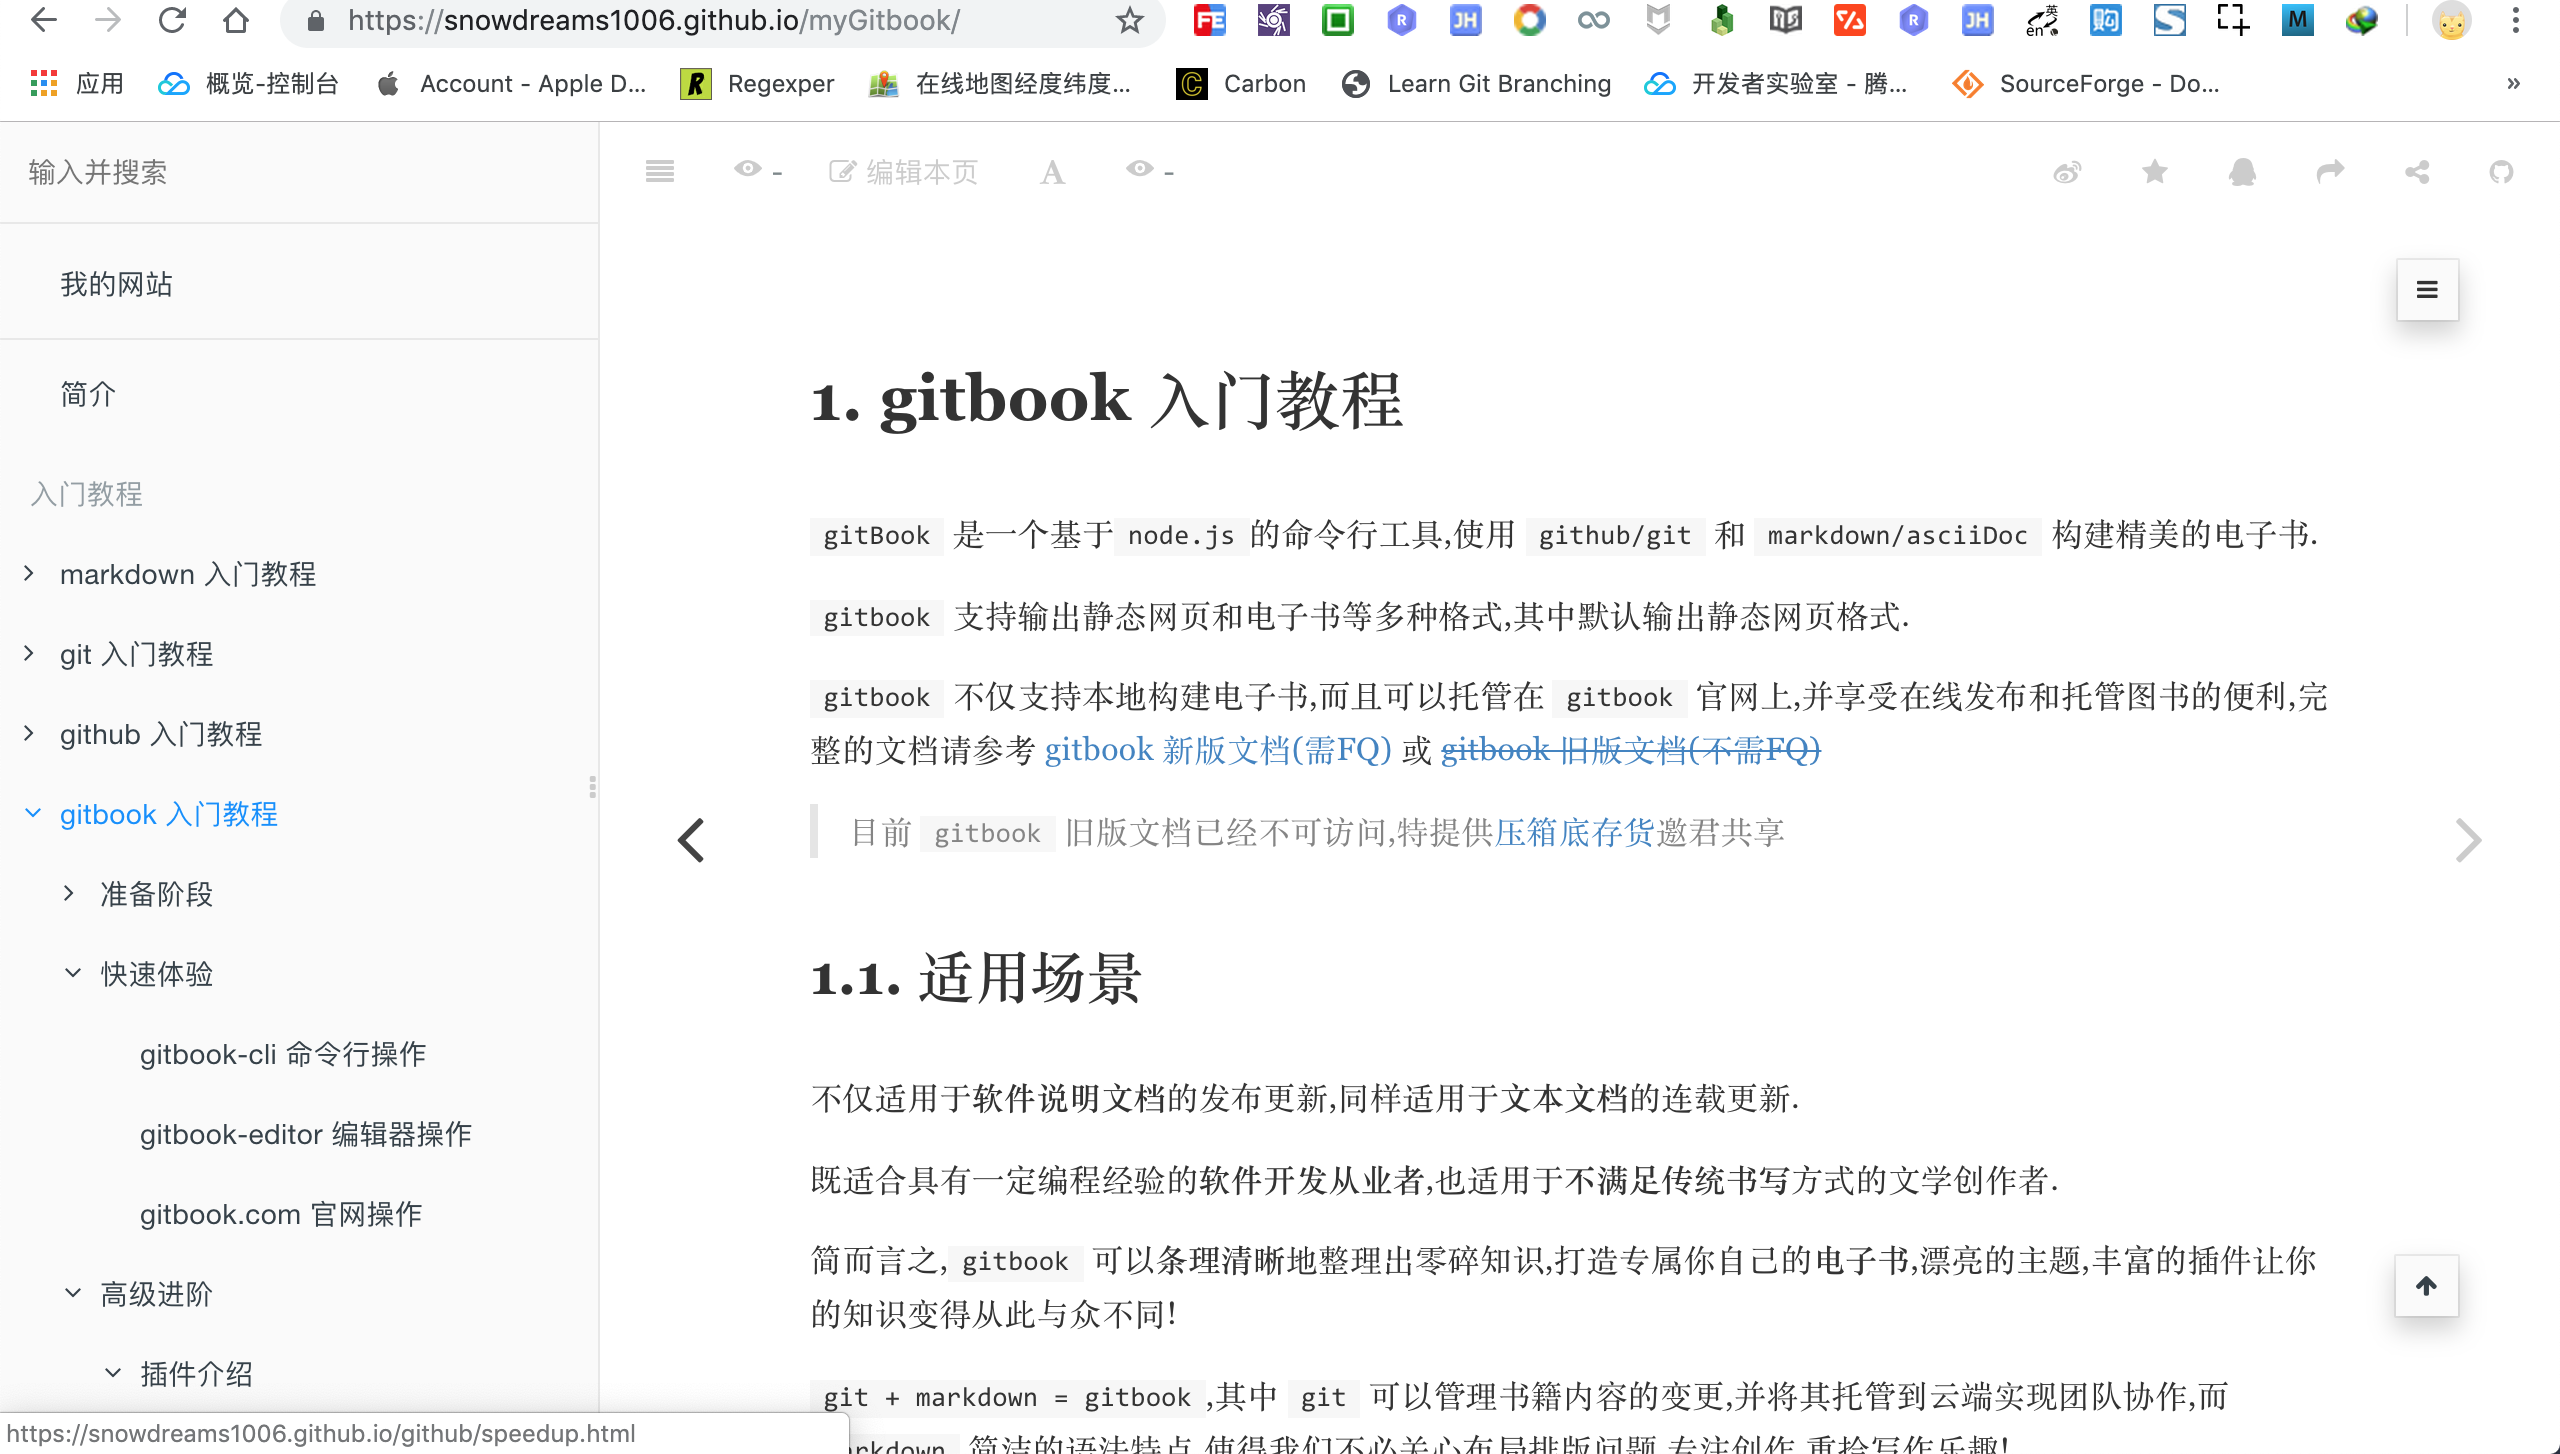 https://snowdreams1006.github.io/myGitbook/
应用
概览-控制台
Account - Apple D...
Regexper
在线地图经度纬度...
Carbon
Learn Git Branching
开发者实验室 - 腾...
SourceForge - Do...
»
输入并搜索
-
编辑本页
A
-
我的网站
简介
入门教程
markdown 入门教程
git 入门教程
github 入门教程
gitbook 入门教程
准备阶段
快速体验
gitbook-cli 命令行操作
gitbook-editor 编辑器操作
gitbook.com 官网操作
高级进阶
插件介绍
1. gitbook 入门教程
gitBook 是一个基于 node.js 的命令行工具,使用 github/git 和 markdown/asciiDoc 构建精美的电子书.
gitbook 支持输出静态网页和电子书等多种格式,其中默认输出静态网页格式.
gitbook 不仅支持本地构建电子书,而且可以托管在 gitbook 官网上,并享受在线发布和托管图书的便利,完
整的文档请参考 gitbook 新版文档(需FQ) 或 gitbook 旧版文档(不需FQ)
目前 gitbook 旧版文档已经不可访问,特提供压箱底存货邀君共享
1.1. 适用场景
不仅适用于软件说明文档的发布更新,同样适用于文本文档的连载更新.
既适合具有一定编程经验的软件开发从业者,也适用于不满足传统书写方式的文学创作者.
简而言之, gitbook 可以条理清晰地整理出零碎知识,打造专属你自己的电子书,漂亮的主题,丰富的插件让你
的知识变得从此与众不同!
git + markdown = gitbook ,其中 git 可以管理书籍内容的变更,并将其托管到云端实现团队协作,而
简洁的语法特点,使得我们不必关心布局排版问题,专注创作,重拾写作乐趣!
https://snowdreams1006.github.io/github/speedup.html